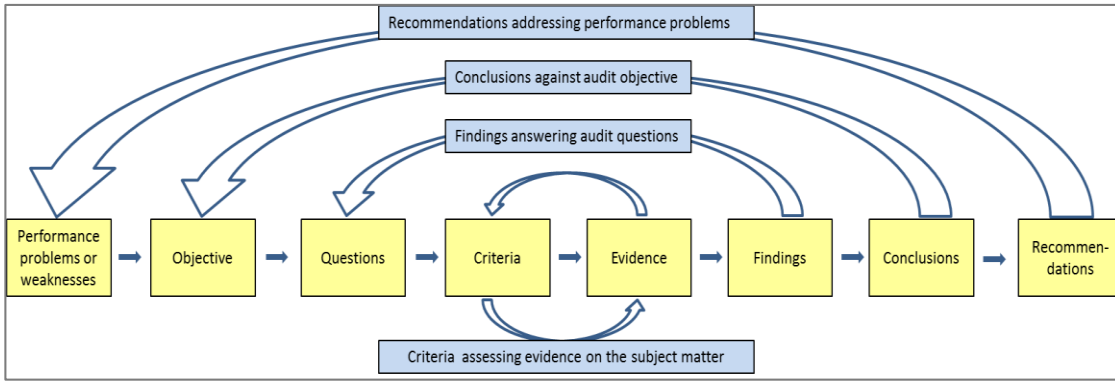 Recommendations addressing performance problems
Conclusions against audit objective
Findings answering audit questions
Performance
problems or
weaknesses
Objective
Questions
Criteria
Evidence
Findings
Conclusions
Recommen-
dations
Criteria  assessing evidence on the subject matter